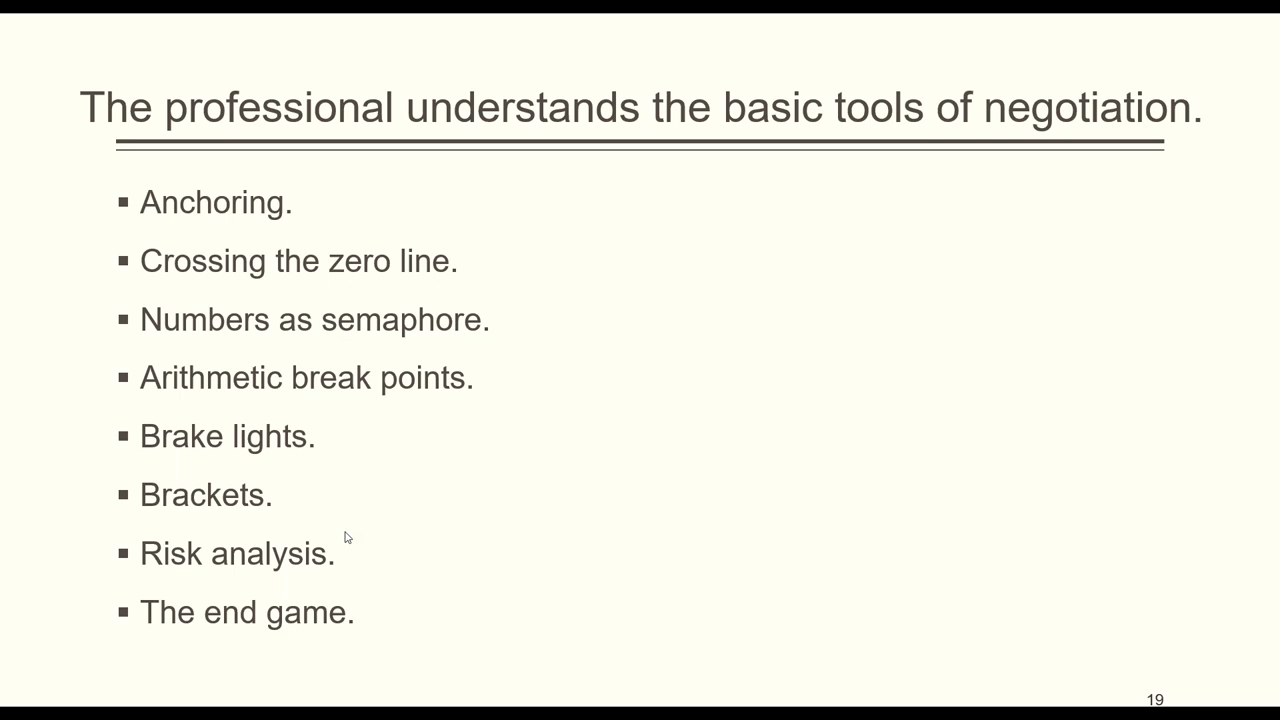 The professional understands the basic tools of negotiation.
▪ Anchoring.
▪ Crossing the zero line.
▪ Numbers as semaphore.
▪ Arithmetic break points.
▪ Brake lights.
▪ Brackets.
▪ Risk analysis.
▪ The end game.
19